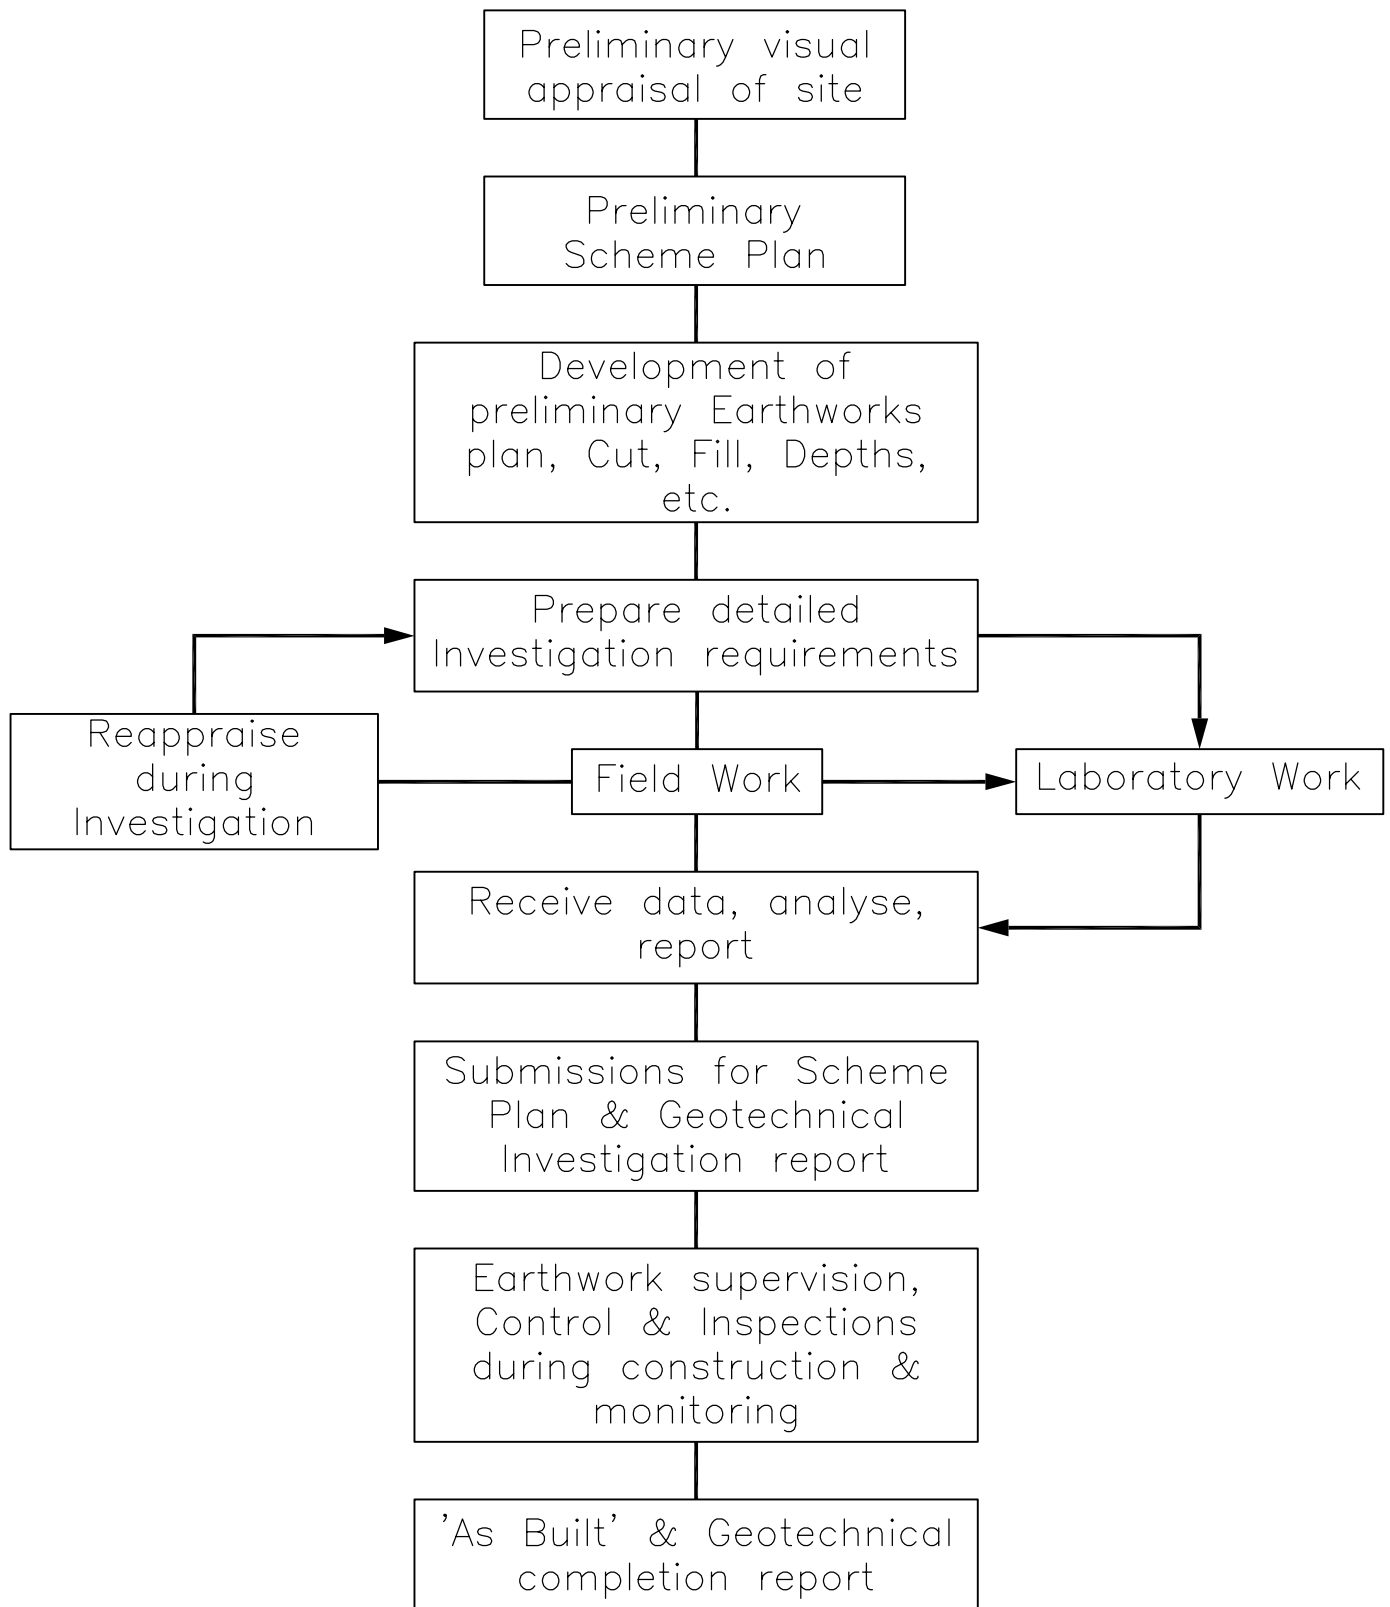 Preliminary visual
appraisal of site
Preliminary
Scheme Plan
Development of
preliminary Earthworks
plan, Cut, Fill, Depths,
etc.
Prepare detailed
Investigation requirements
Reappraise
during
Investigation
Field Work
Laboratory Work
Receive data, analyse,
report
Submissions for Scheme
Plan & Geotechnical
Investigation report
Earthwork supervision,
Control & Inspections
during construction &
monitoring
'As Built' & Geotechnical
completion report